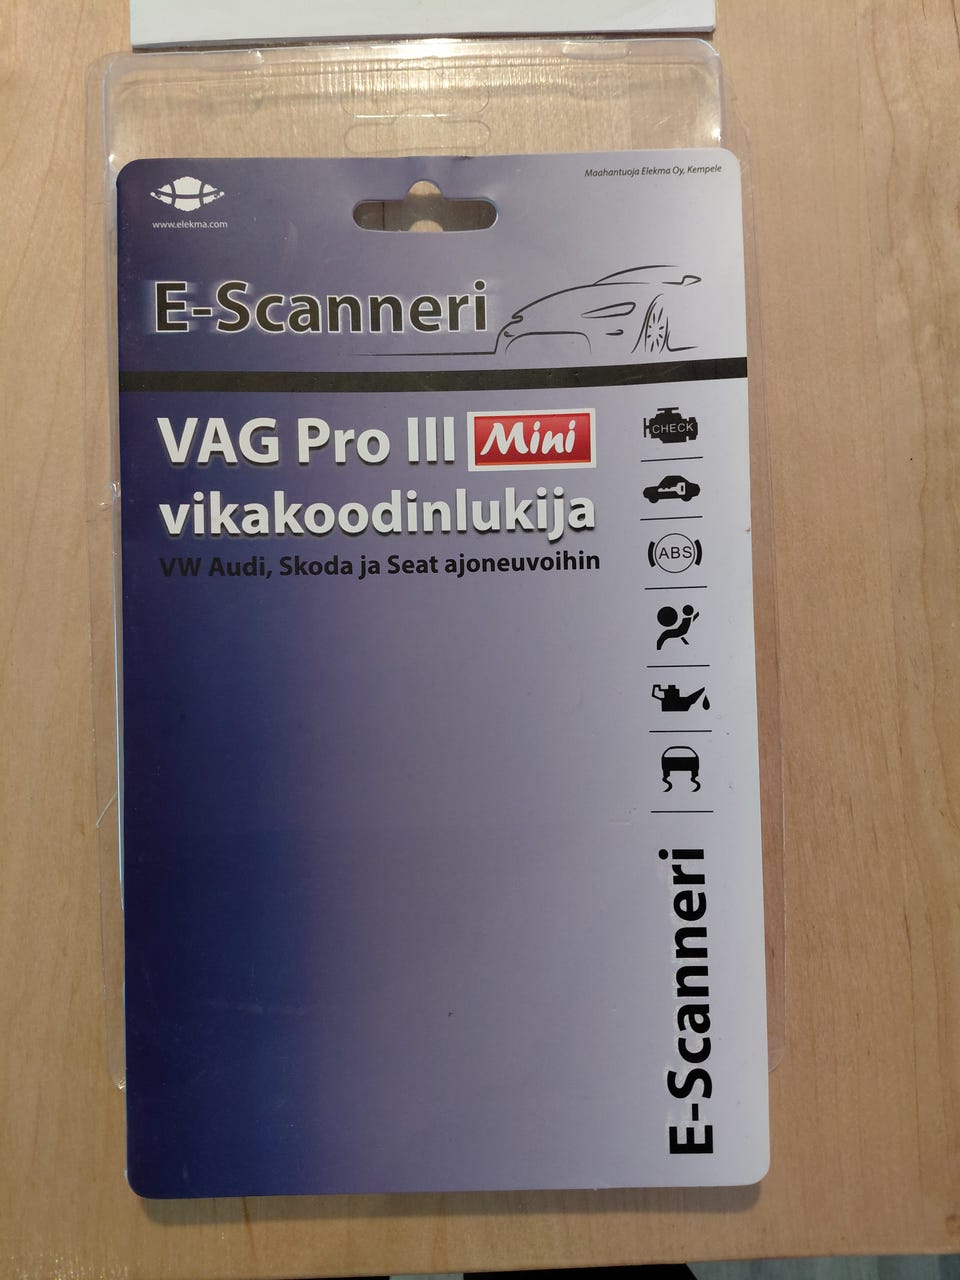 Maahantuoja Elekma Oy, Kempele
www.elekma.com
E-Scanneri
VAG Pro III Mini
vikakoodinlukija
VW Audi, Skoda ja Seat ajoneuvoihin
CHECK
ABS
E-Scanneri